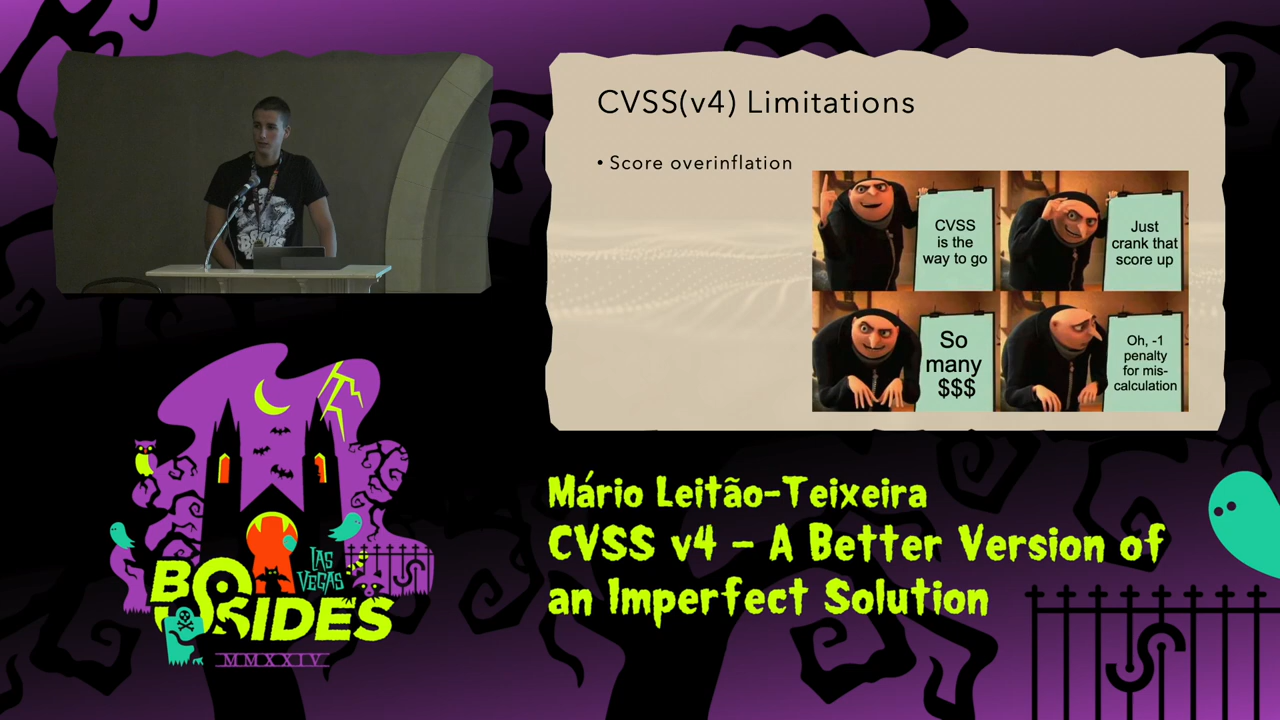 CVSS(v4) Limitations
• Score overinflation
CVSS
is the
way to go
Just
crank that
score up
So
many
$$$
Oh, -1
penalty
for mis-
calculation
Mário Leitão-Teixeira
CVSS v4 - A Better Version of
an Imperfect Solution
LAS
VEGAS
BSIDES
MMXXIV